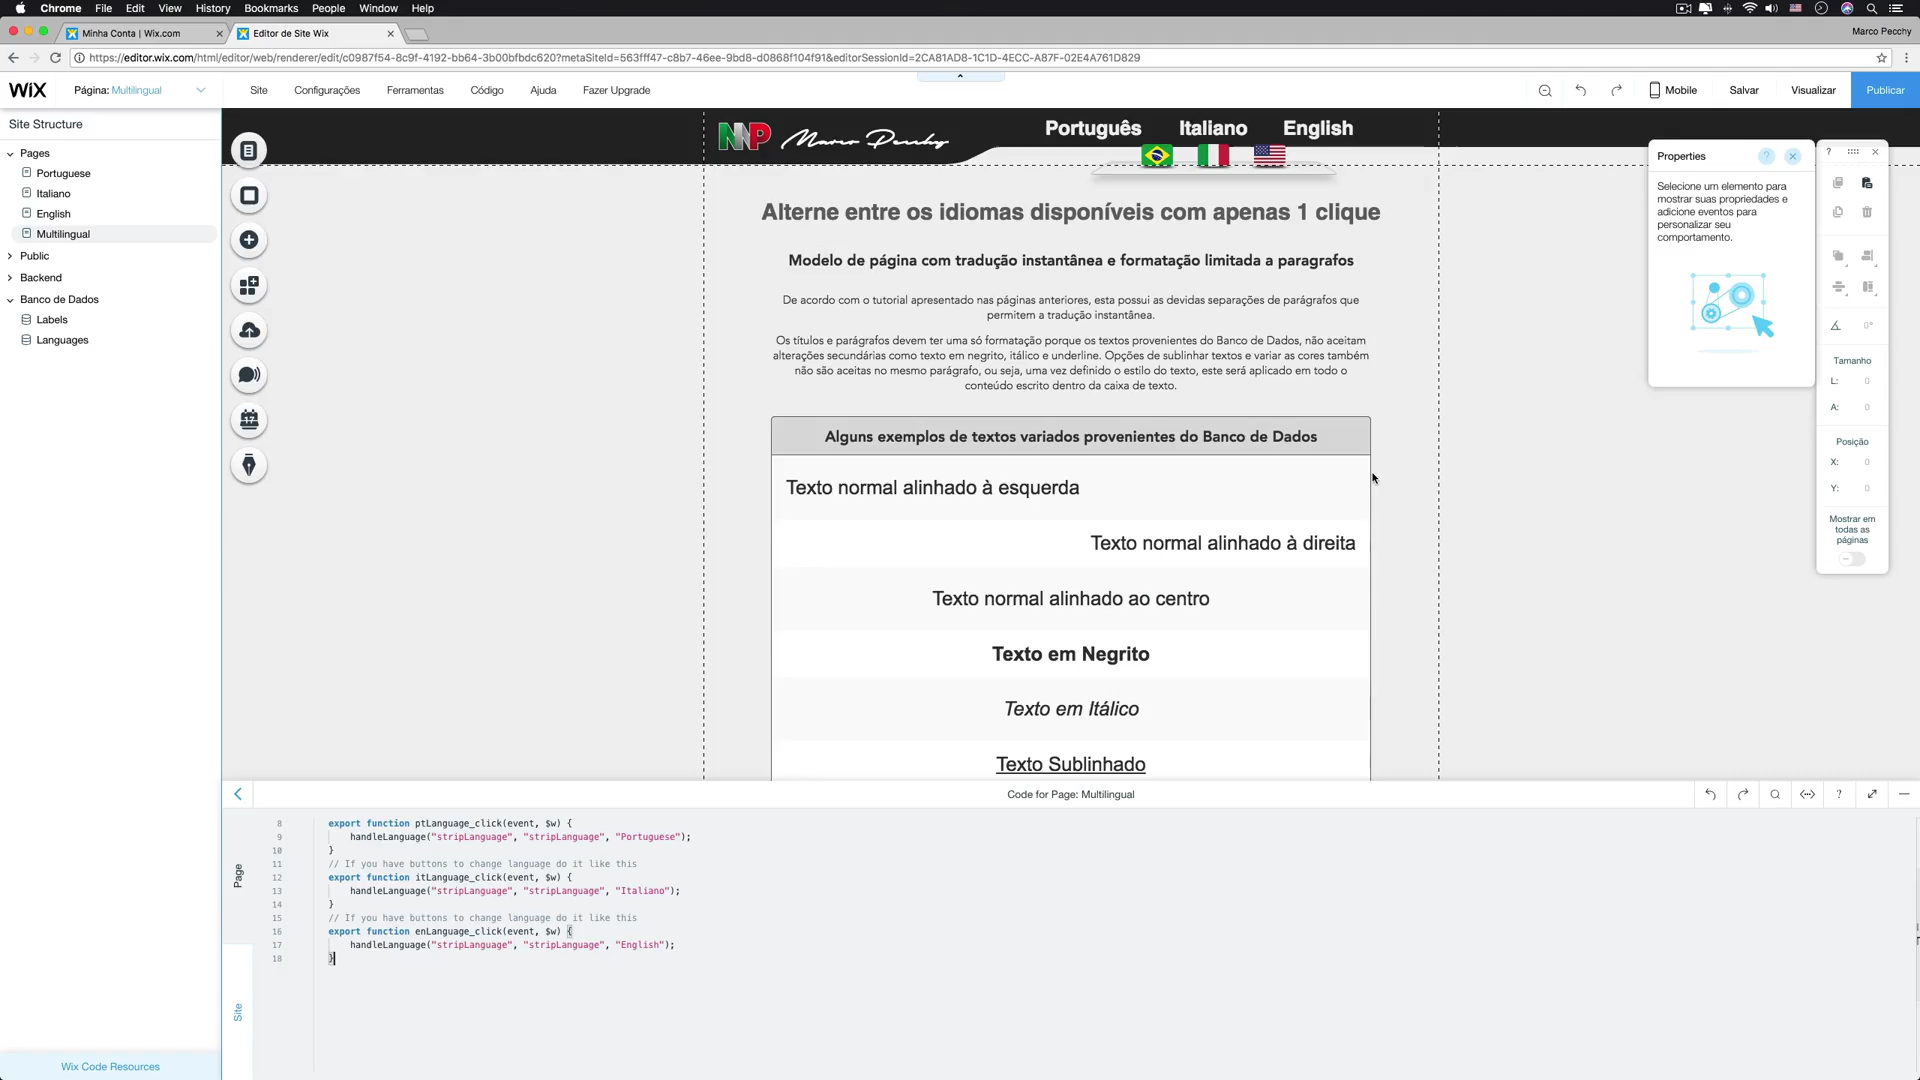 Chrome File Edit View History Bookmarks People Window Help
Minha Conta | Wix.com
Editor de Site Wix
Marco Pecchy
https://editor.wix.com/html/editor/web/renderer/edit/c0987f54-8c9f-4192-bb64-3b00bfbdc620?metaSiteId=563fff47-c8b7-46ee-9bd8-d0868f104f91&editorSessionId=2CA81AD8-1C1D-4ECC-A87F-02E4A761D829
WiX Página: Multilingual Site Configurações Ferramentas Código Ajuda Fazer Upgrade Mobile Salvar Visualizar Publicar
Site Structure
Pages
Portuguese
Italiano
English
Multilingual
Public
Backend
Banco de Dados
Labels
Languages
Wix Code Resources
NNP Marco Pecchy
Português Italiano English
Alterne entre os idiomas disponíveis com apenas 1 clique
Modelo de página com tradução instantânea e formatação limitada a paragrafos
De acordo com o tutorial apresentado nas páginas anteriores, esta possui as devidas separações de parágrafos que
permitem a tradução instantânea.
Os títulos e parágrafos devem ter uma só formatação porque os textos provenientes do Banco de Dados, não aceitam
alterações secundárias como texto em negrito, itálico e underline. Opções de sublinhar textos e variar as cores também
não são aceitas no mesmo parágrafo, ou seja, uma vez definido o estilo do texto, este será aplicado em todo o
conteúdo escrito dentro da caixa de texto.
Alguns exemplos de textos variados provenientes do Banco de Dados
Texto normal alinhado à esquerda
Texto normal alinhado à direita
Texto normal alinhado ao centro
Texto em Negrito
Texto em Itálico
Texto Sublinhado
Properties
Selecione um elemento para
mostrar suas propriedades e
adicione eventos para
personalizar seu
comportamento.
0°
Tamanho
L: 0
A: 0
Posição
X: 0
Y: 0
Mostrar em
todas as
páginas
Code for Page: Multilingual
Page
Site
8 export function ptLanguage_click(event, $w) {
9 handleLanguage("stripLanguage", "stripLanguage", "Portuguese");
10 }
11 // If you have buttons to change language do it like this
12 export function itLanguage_click(event, $w) {
13 handleLanguage("stripLanguage", "stripLanguage", "Italiano");
14 }
15 // If you have buttons to change language do it like this
16 export function enLanguage_click(event, $w) {
17 handleLanguage("stripLanguage", "stripLanguage", "English");
18 }